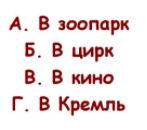 А. В зоопарк
Б. В цирк
В. В кино
Г. В Кремль